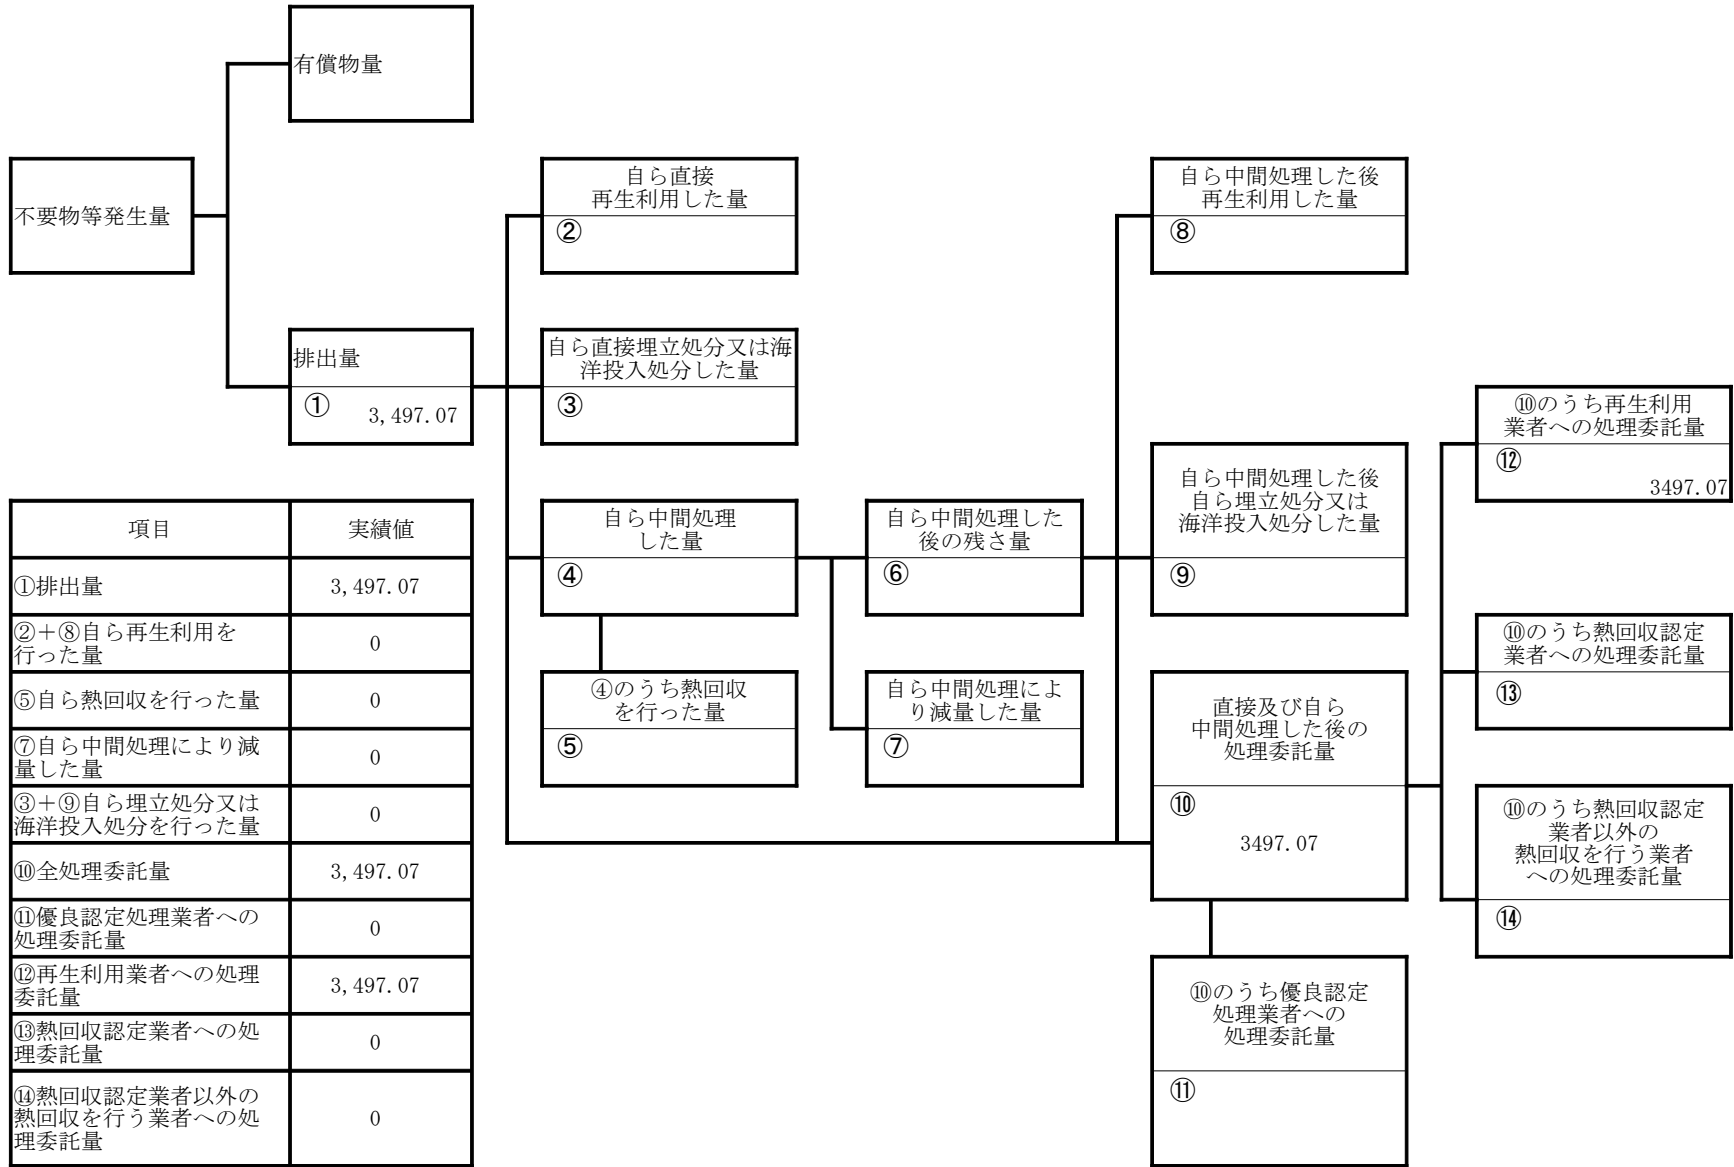 有償物量
不要物等発生量
排出量
① 3,497.07
自ら直接
再生利用した量
②
自ら直接埋立処分又は海
洋投入処分した量
③
自ら中間処理
した量
④
④のうち熱回収
を行った量
⑤
自ら中間処理した
後の残さ量
⑥
自ら中間処理によ
り減量した量
⑦
自ら中間処理した後
再生利用した量
⑧
自ら中間処理した後
自ら埋立処分又は
海洋投入処分した量
⑨
直接及び自ら
中間処理した後の
処理委託量
⑩
3497.07
⑩のうち優良認定
処理業者への
処理委託量
⑪
⑩のうち再生利用
業者への処理委託量
⑫
3497.07
⑩のうち熱回収認定
業者への処理委託量
⑬
⑩のうち熱回収認定
業者以外の
熱回収を行う業者
への処理委託量
⑭
項目 実績値
①排出量 3,497.07
②+⑧自ら再生利用を
行った量 0
⑤自ら熱回収を行った量 0
⑦自ら中間処理により減
量した量 0
③+⑨自ら埋立処分又は
海洋投入処分を行った量 0
⑩全処理委託量 3,497.07
⑪優良認定処理業者への
処理委託量 0
⑫再生利用業者への処理
委託量 3,497.07
⑬熱回収認定業者への処
理委託量 0
⑭熱回収認定業者以外の
熱回収を行う業者への処
理委託量 0